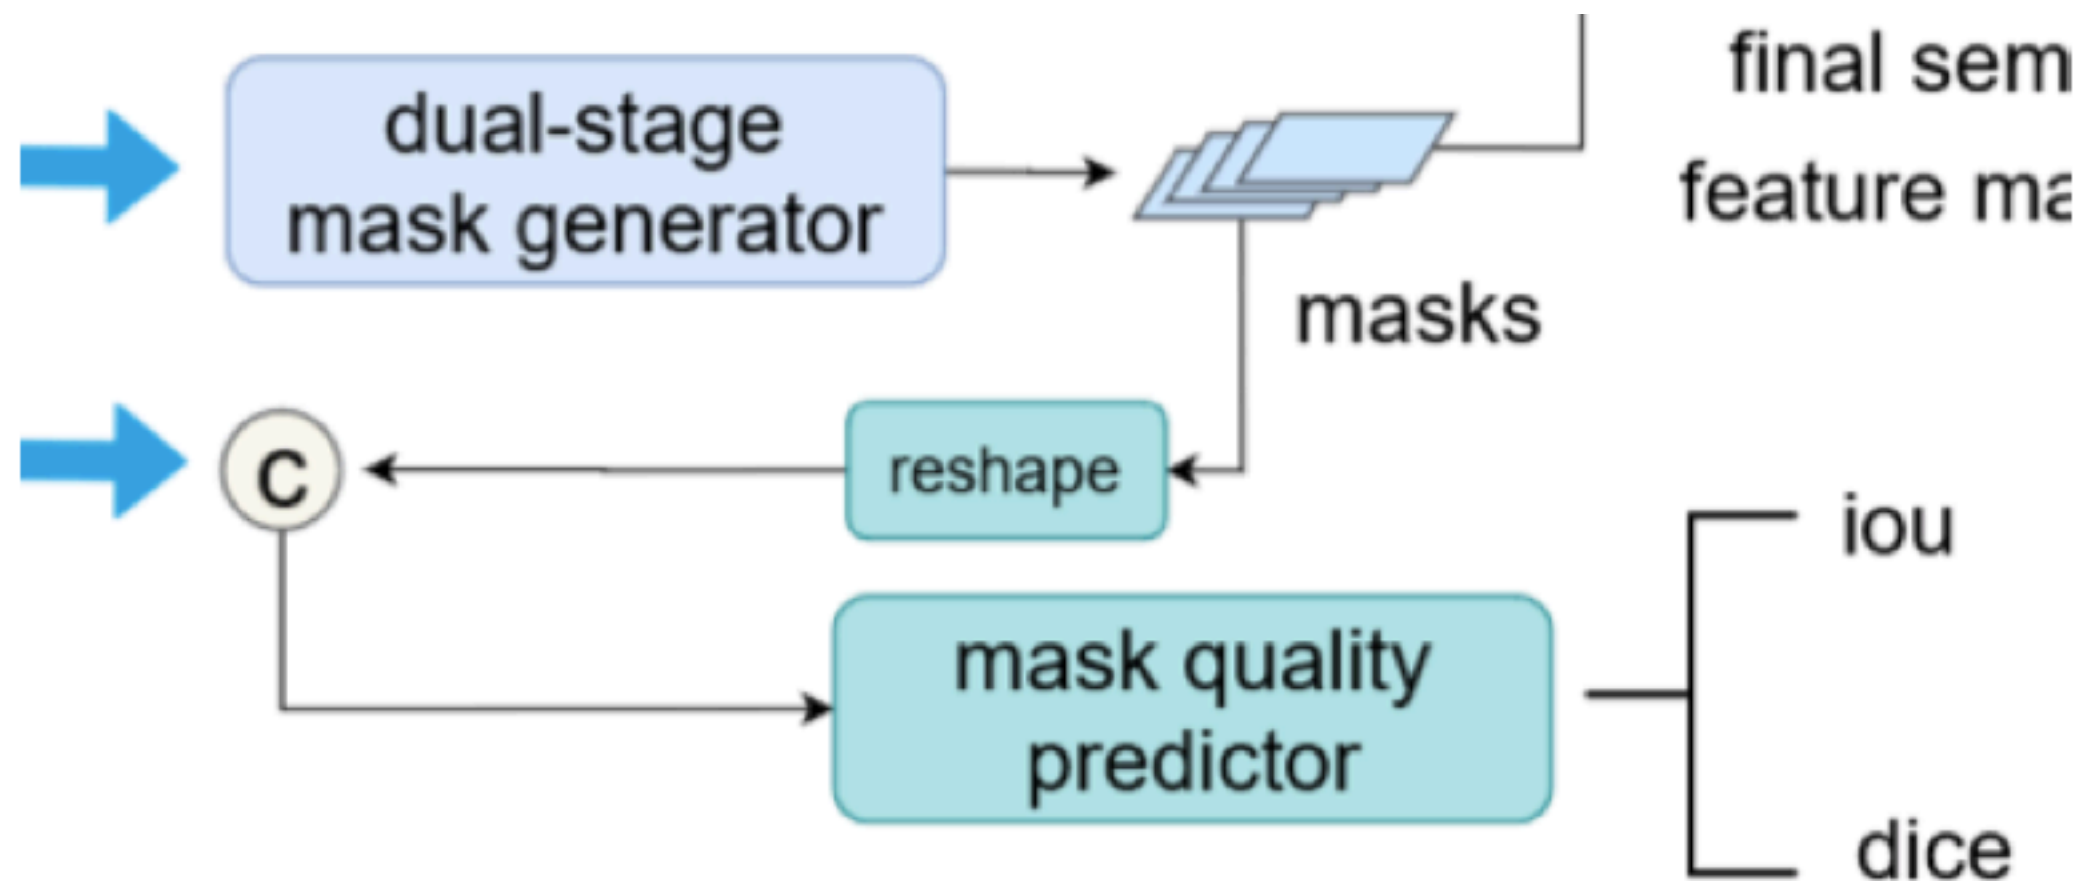 dual-stage
mask generator
final sem
feature ma
masks
c
reshape
iou
mask quality
predictor
dice